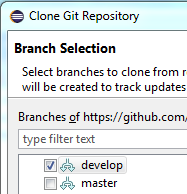 Clone Git Repository
Branch Selection
Select branches to clone from r
will be created to track updates
Branches of https://github.com/
type filter text
develop
master